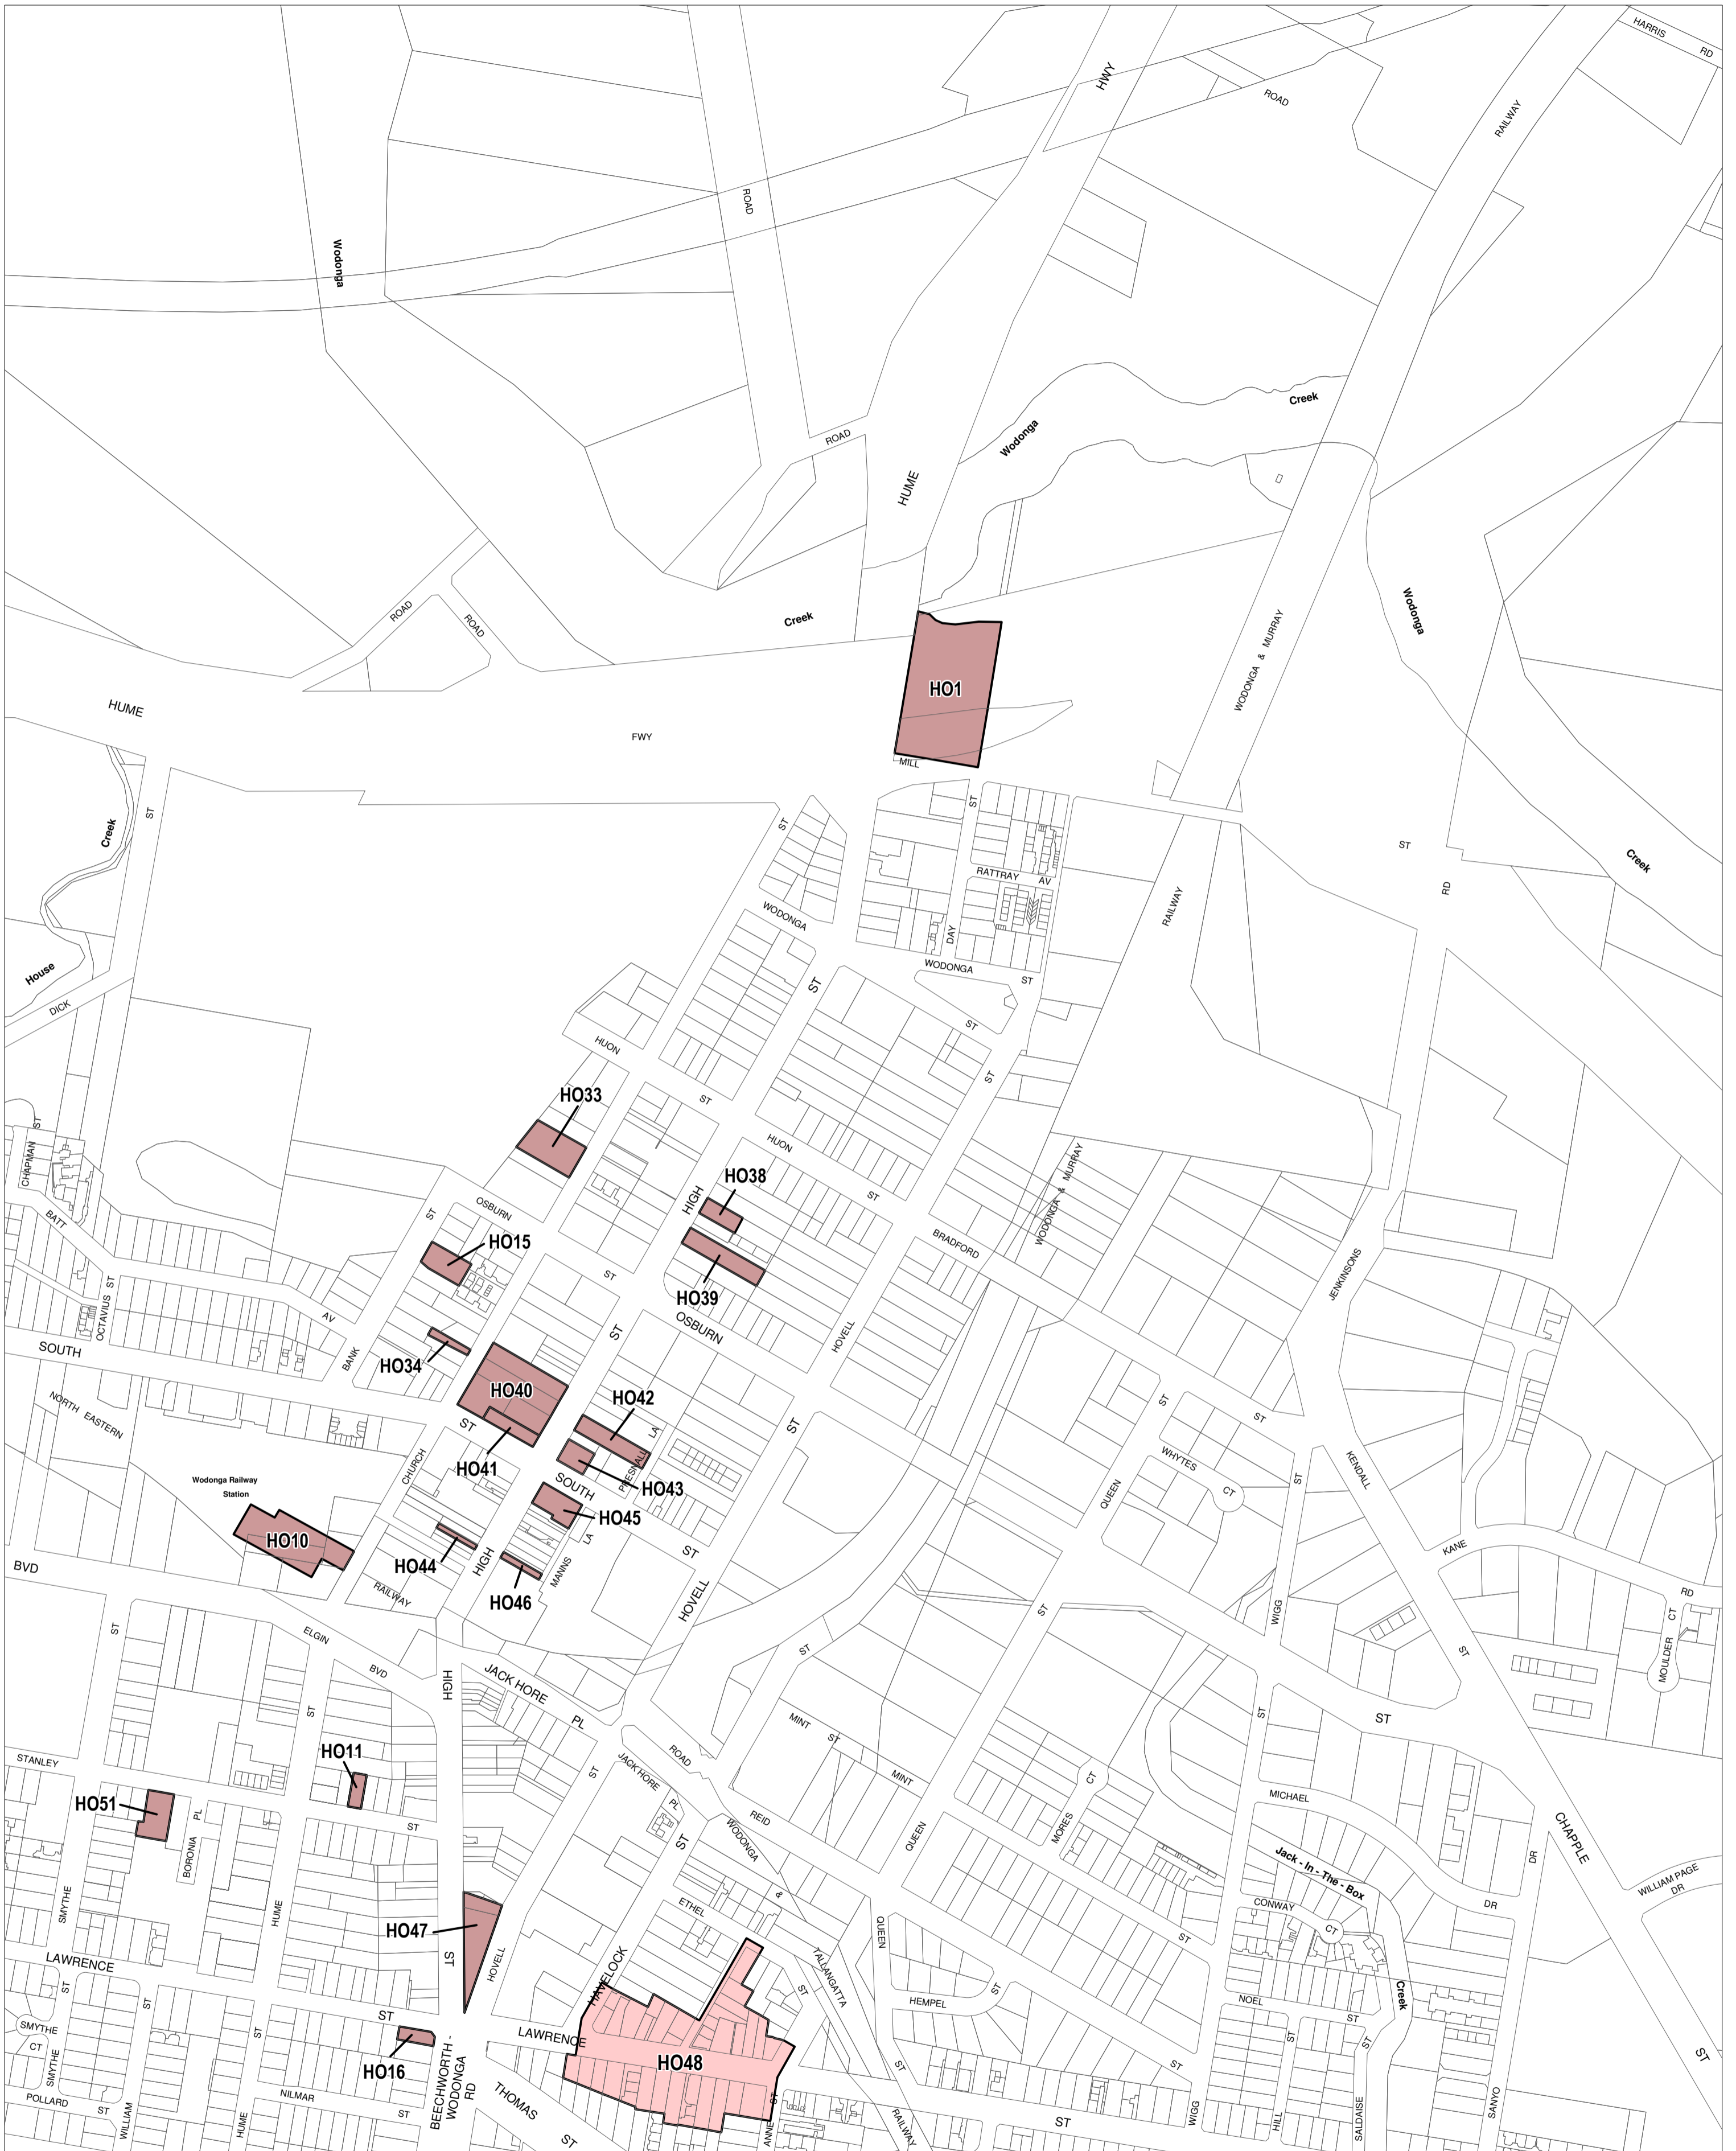 HARRIS
RD
HWY
ROAD
RAILWAY
ROAD
Wodonga
Creek
ROAD
Wodonga
HUME
Wodonga
ROAD
ROAD
Creek
WODONGA & MURRAY
HO1
HUME
FWY
MILL
ST
Creek
ST
ST
ST
Creek
RATTRAY AV
RD
RAILWAY
WODONGA
DAY
WODONGA
ST
House
DICK
ST
ST
HUON
ST
ST
HO33
HUON
ST
CHAPMAN
ST
WODONGA & MURRAY
HO38
HIGH
ST
OSBURN
ST
BATT
HO15
BRADFORD
JENKINSONS
ST
OCTAVIUS
ST
HO39
AV
OSBURN
ST
HOVELL
SOUTH
BANK
HO34
HO40
HO42
NORTH EASTERN
ST
LA
ST
ST
ST
CHURCH
HO41
PRESNALL
WHYTES
CT
ST
KENDALL
Wodonga Railway
Station
SOUTH
HO43
QUEEN
HO45
HO10
LA
ST
KANE
HO44
HIGH
MANNS
BVD
RAILWAY
HO46
HOVELL
RD
CT
ST
WIGG
ST
ELGIN
ST
ST
MOULDER
BVD
HIGH
JACK HORE
PL
ST
ST
ST
MINT
ST
STANLEY
HO11
ROAD
JACK HORE
PL
ST
MINT
CT
MICHAEL
HO51
PL
ST
REID
MORES
CHAPPLE
BORONIA
ST
WODONGA
&
QUEEN
Jack - In - The - Box
DR
WILLIAM PAGE
DR
SMYTHE
HUME
HO47
ETHEL
QUEEN
CONWAY
CT
DR
LAWRENCE
ST
HOVELL
HAVELOCK
TALLANGATTA
ST
ST
ST
ST
ST
HEMPEL
ST
NOEL
ST
Creek
SMYTHE
CT
ST
ST
LAWRENCE
HO48
ST
ST
ST
HO16
SMYTHE
POLLARD
ST
NILMAR
ST
BEECHWORTH -
WODONGA
RD
THOMAS
ST
ST
ANNE
RAILWAY
ST
WIGG
HILL
SALDAISE
SANYO
ST
WILLIAM
HUME